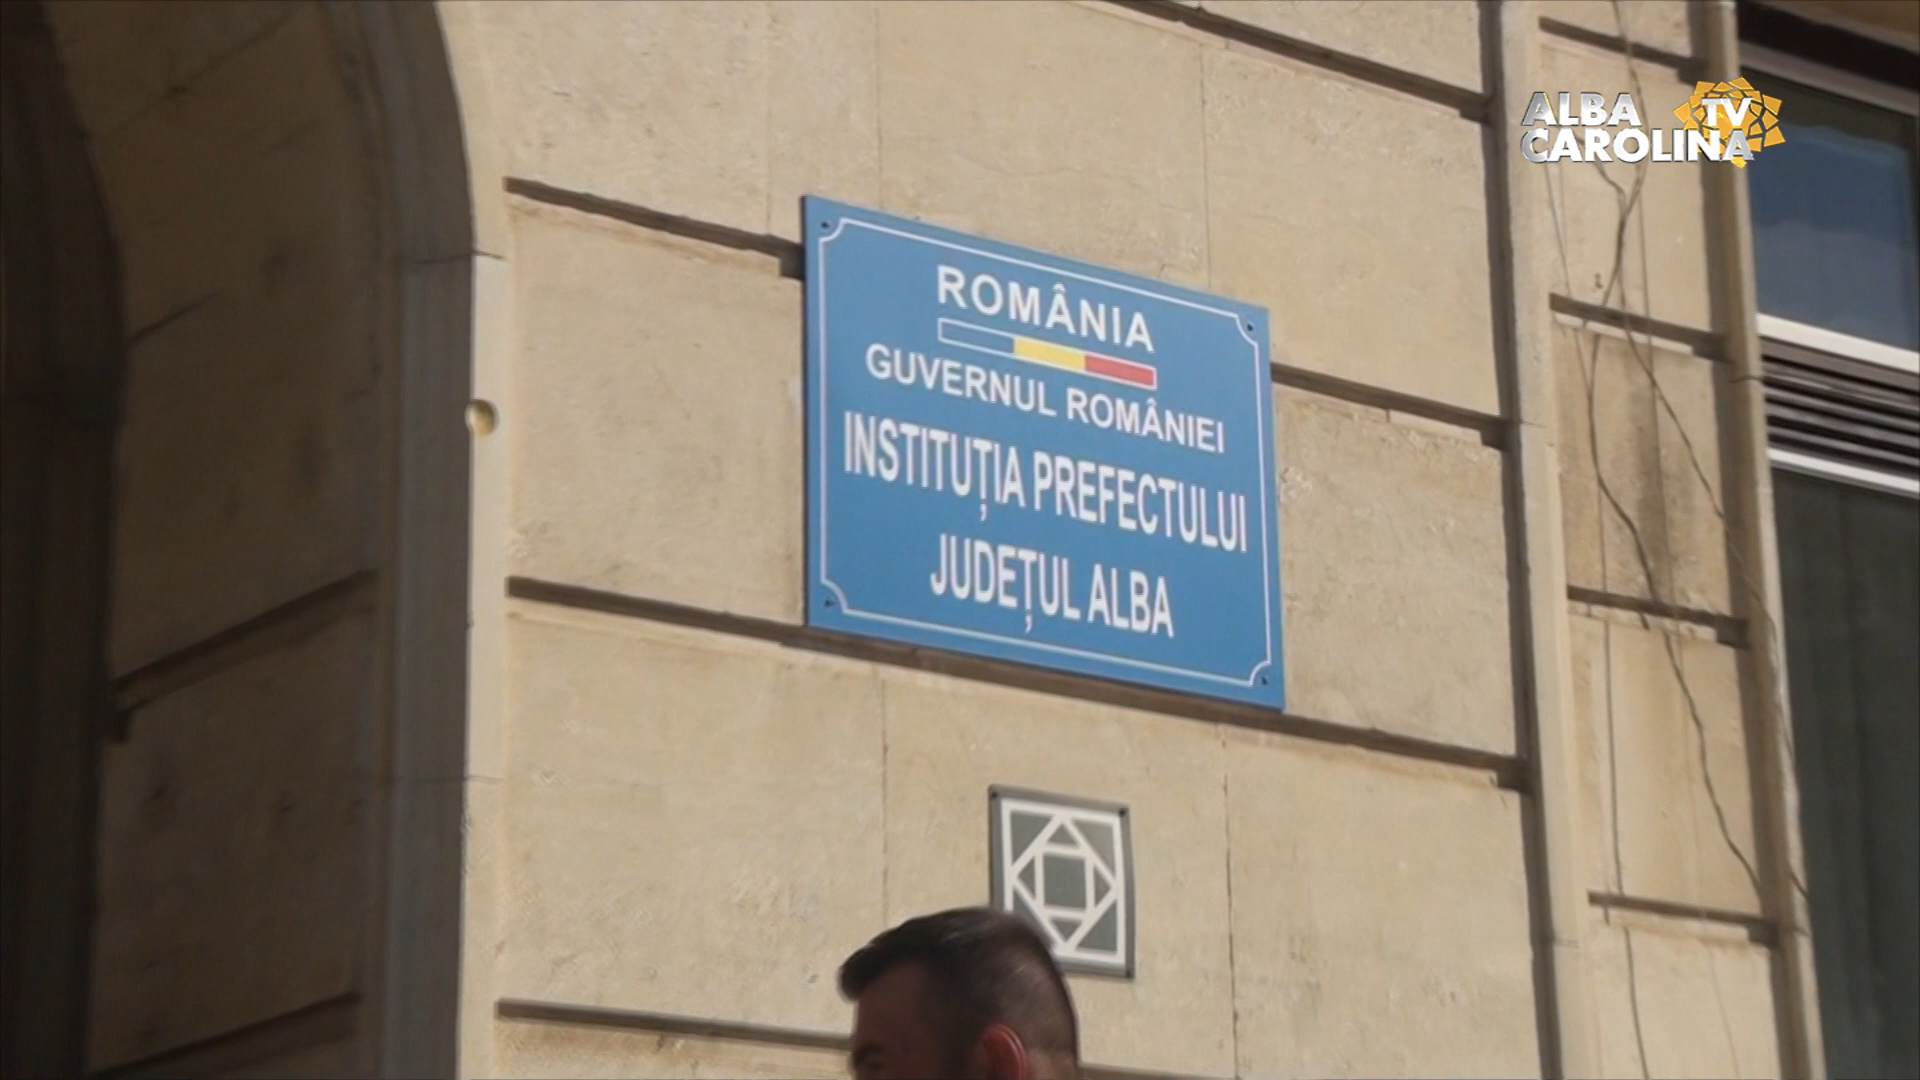 ALBA TV
CAROLINA
ROMÂNIA
GUVERNUL ROMÂNIEI
INSTITUȚIA PREFECTULUI
JUDEȚUL ALBA